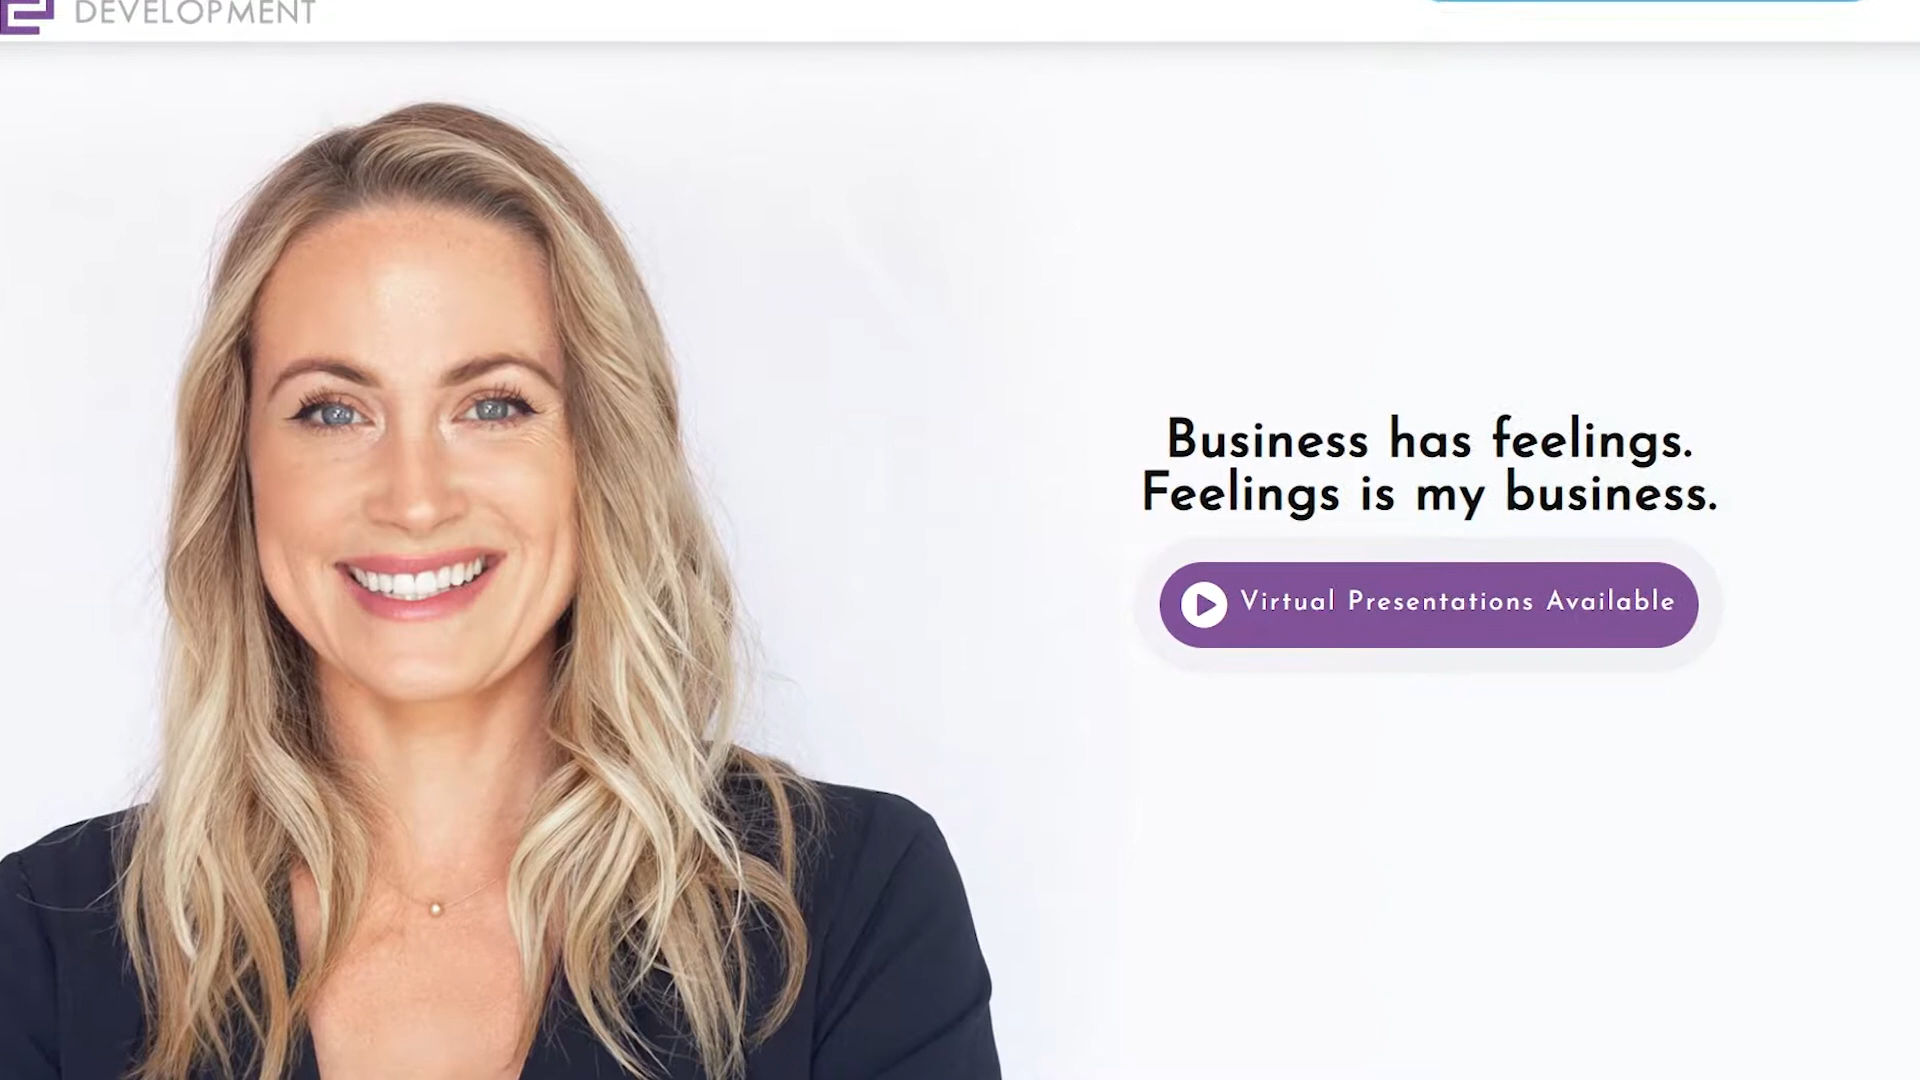 DEVELOPMENT
Business has feelings.
Feelings is my business.
Virtual Presentations Available